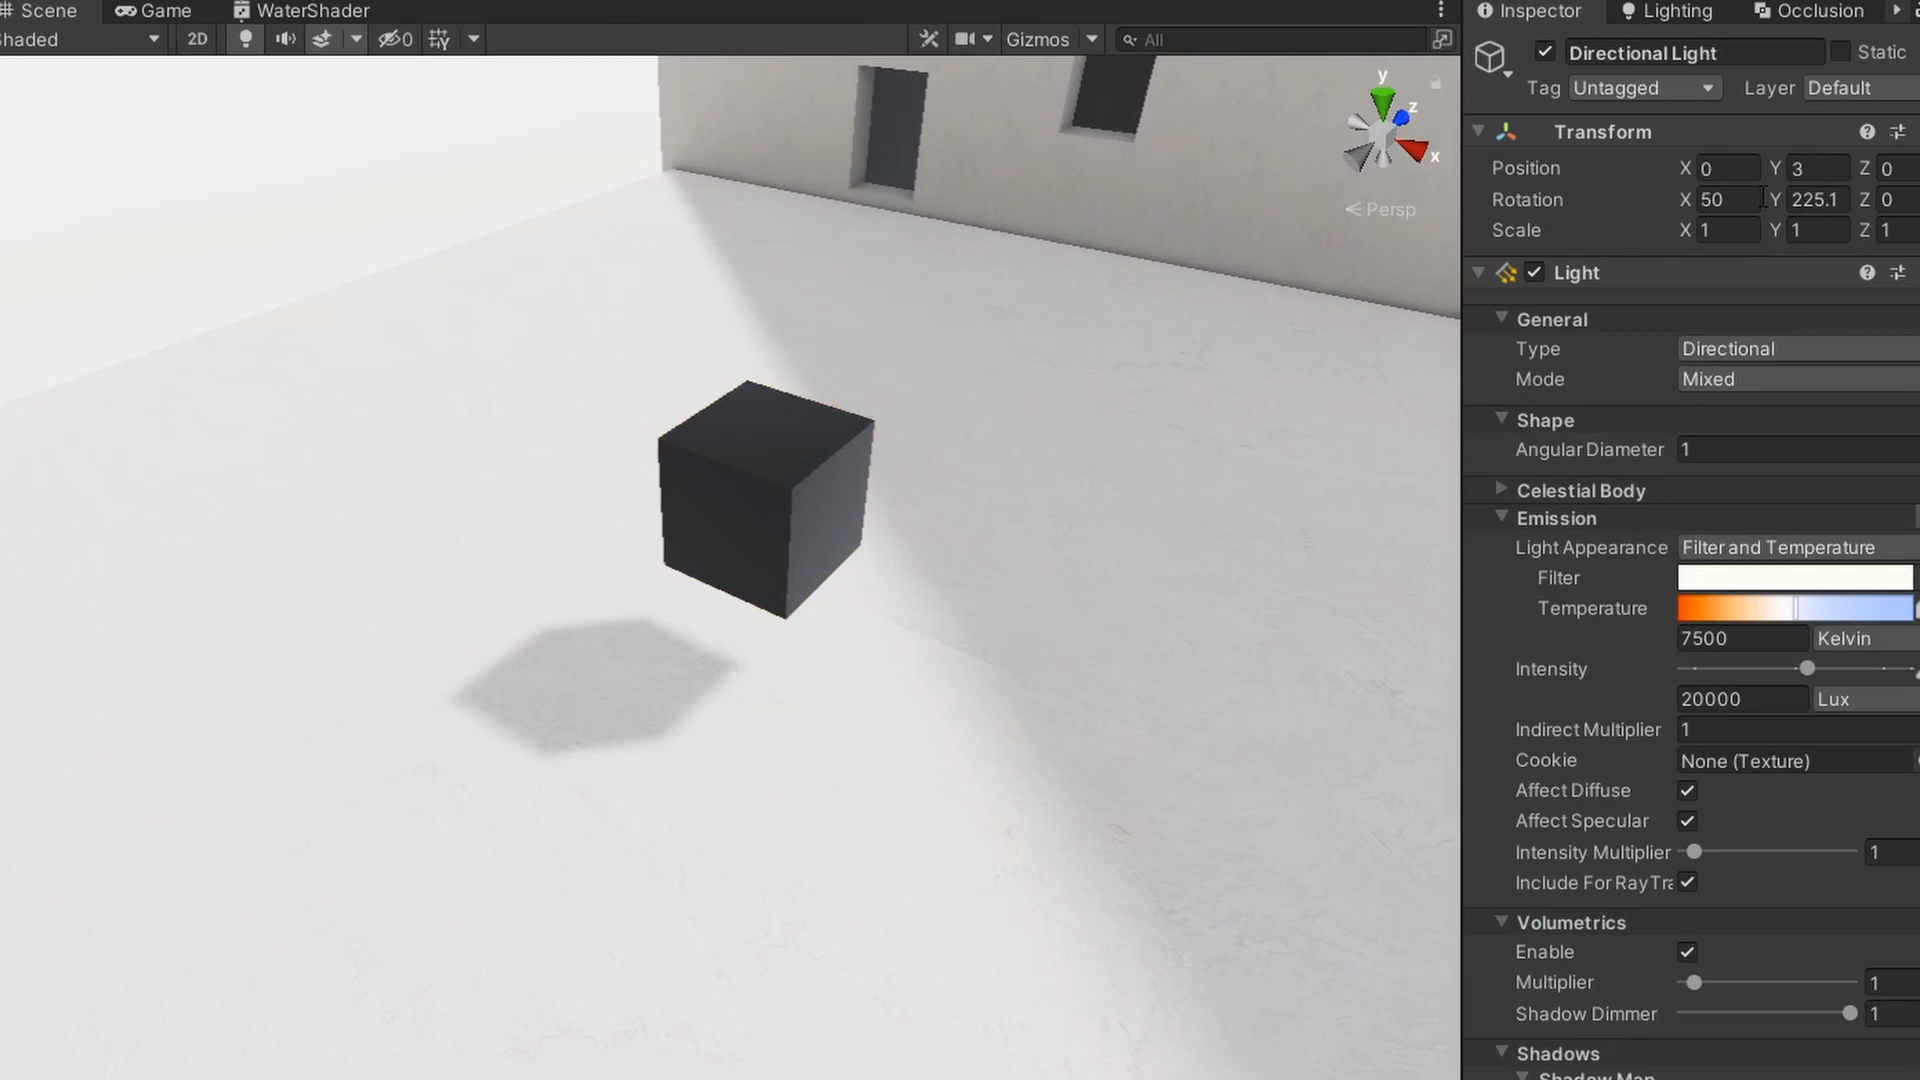 Scene Game WaterShader
haded 2D 0 Gizmos All
y
z
x
Persp
Inspector Lighting Occlusion
Directional Light Static
Tag Untagged Layer Default
Transform
Position X 0 Y 3 Z 0
Rotation X 50 Y 225.1 Z 0
Scale X 1 Y 1 Z 1
Light
General
Type Directional
Mode Mixed
Shape
Angular Diameter 1
Celestial Body
Emission
Light Appearance Filter and Temperature
Filter
Temperature
7500 Kelvin
Intensity
20000 Lux
Indirect Multiplier 1
Cookie None (Texture)
Affect Diffuse
Affect Specular
Intensity Multiplier 1
Include For RayTra
Volumetrics
Enable
Multiplier 1
Shadow Dimmer 1
Shadows
Shadow Map